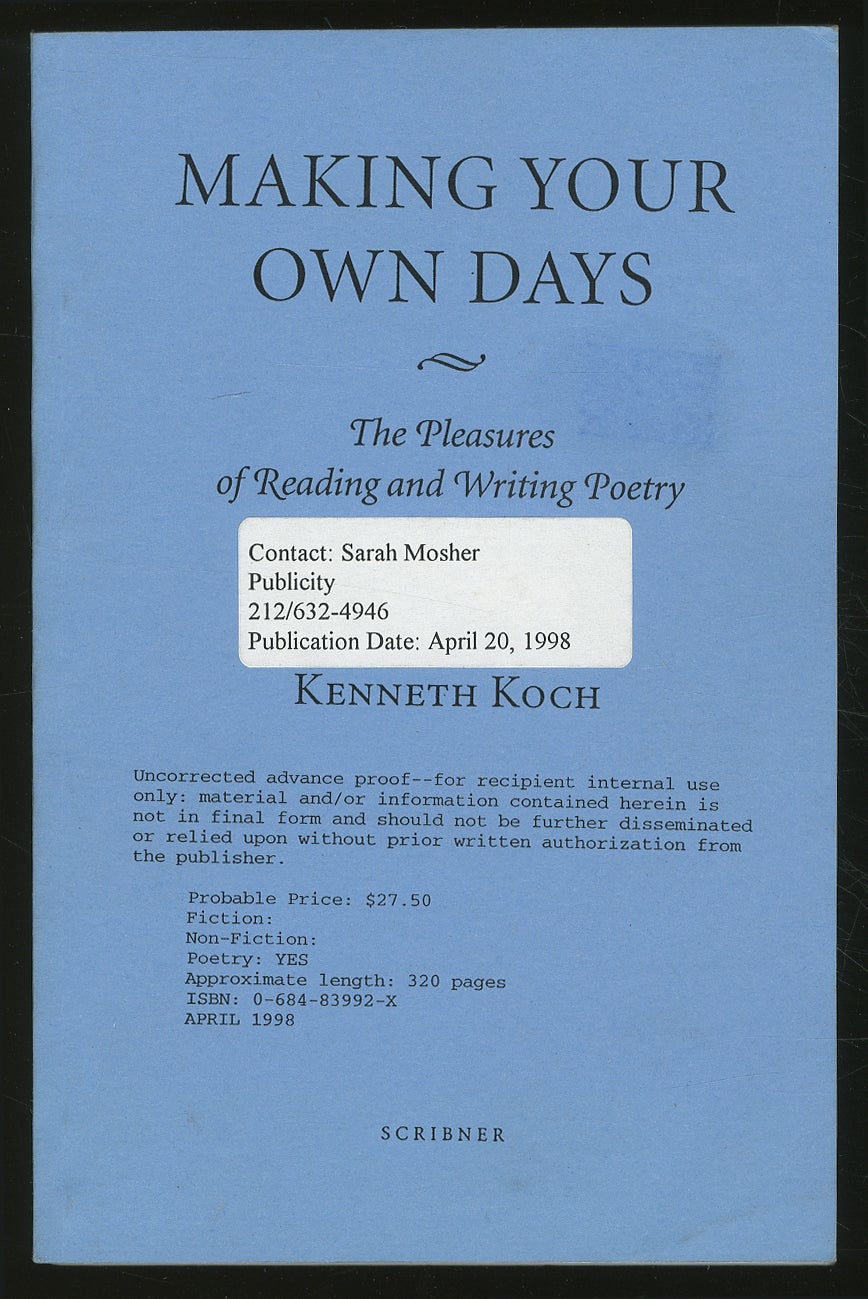 MAKING YOUR
OWN DAYS
The Pleasures
of Reading and Writing Poetry
Contact: Sarah Mosher
Publicity
212/632-4946
Publication Date: April 20, 1998
KENNETH KOCH
Uncorrected advance proof--for recipient internal use
only: material and/or information contained herein is
not in final form and should not be further disseminated
or relied upon without prior written authorization from
the publisher.
Probable Price: $27.50
Fiction:
Non-Fiction:
Poetry: YES
Approximate length: 320 pages
ISBN: 0-684-83992-X
APRIL 1998
SCRIBNER